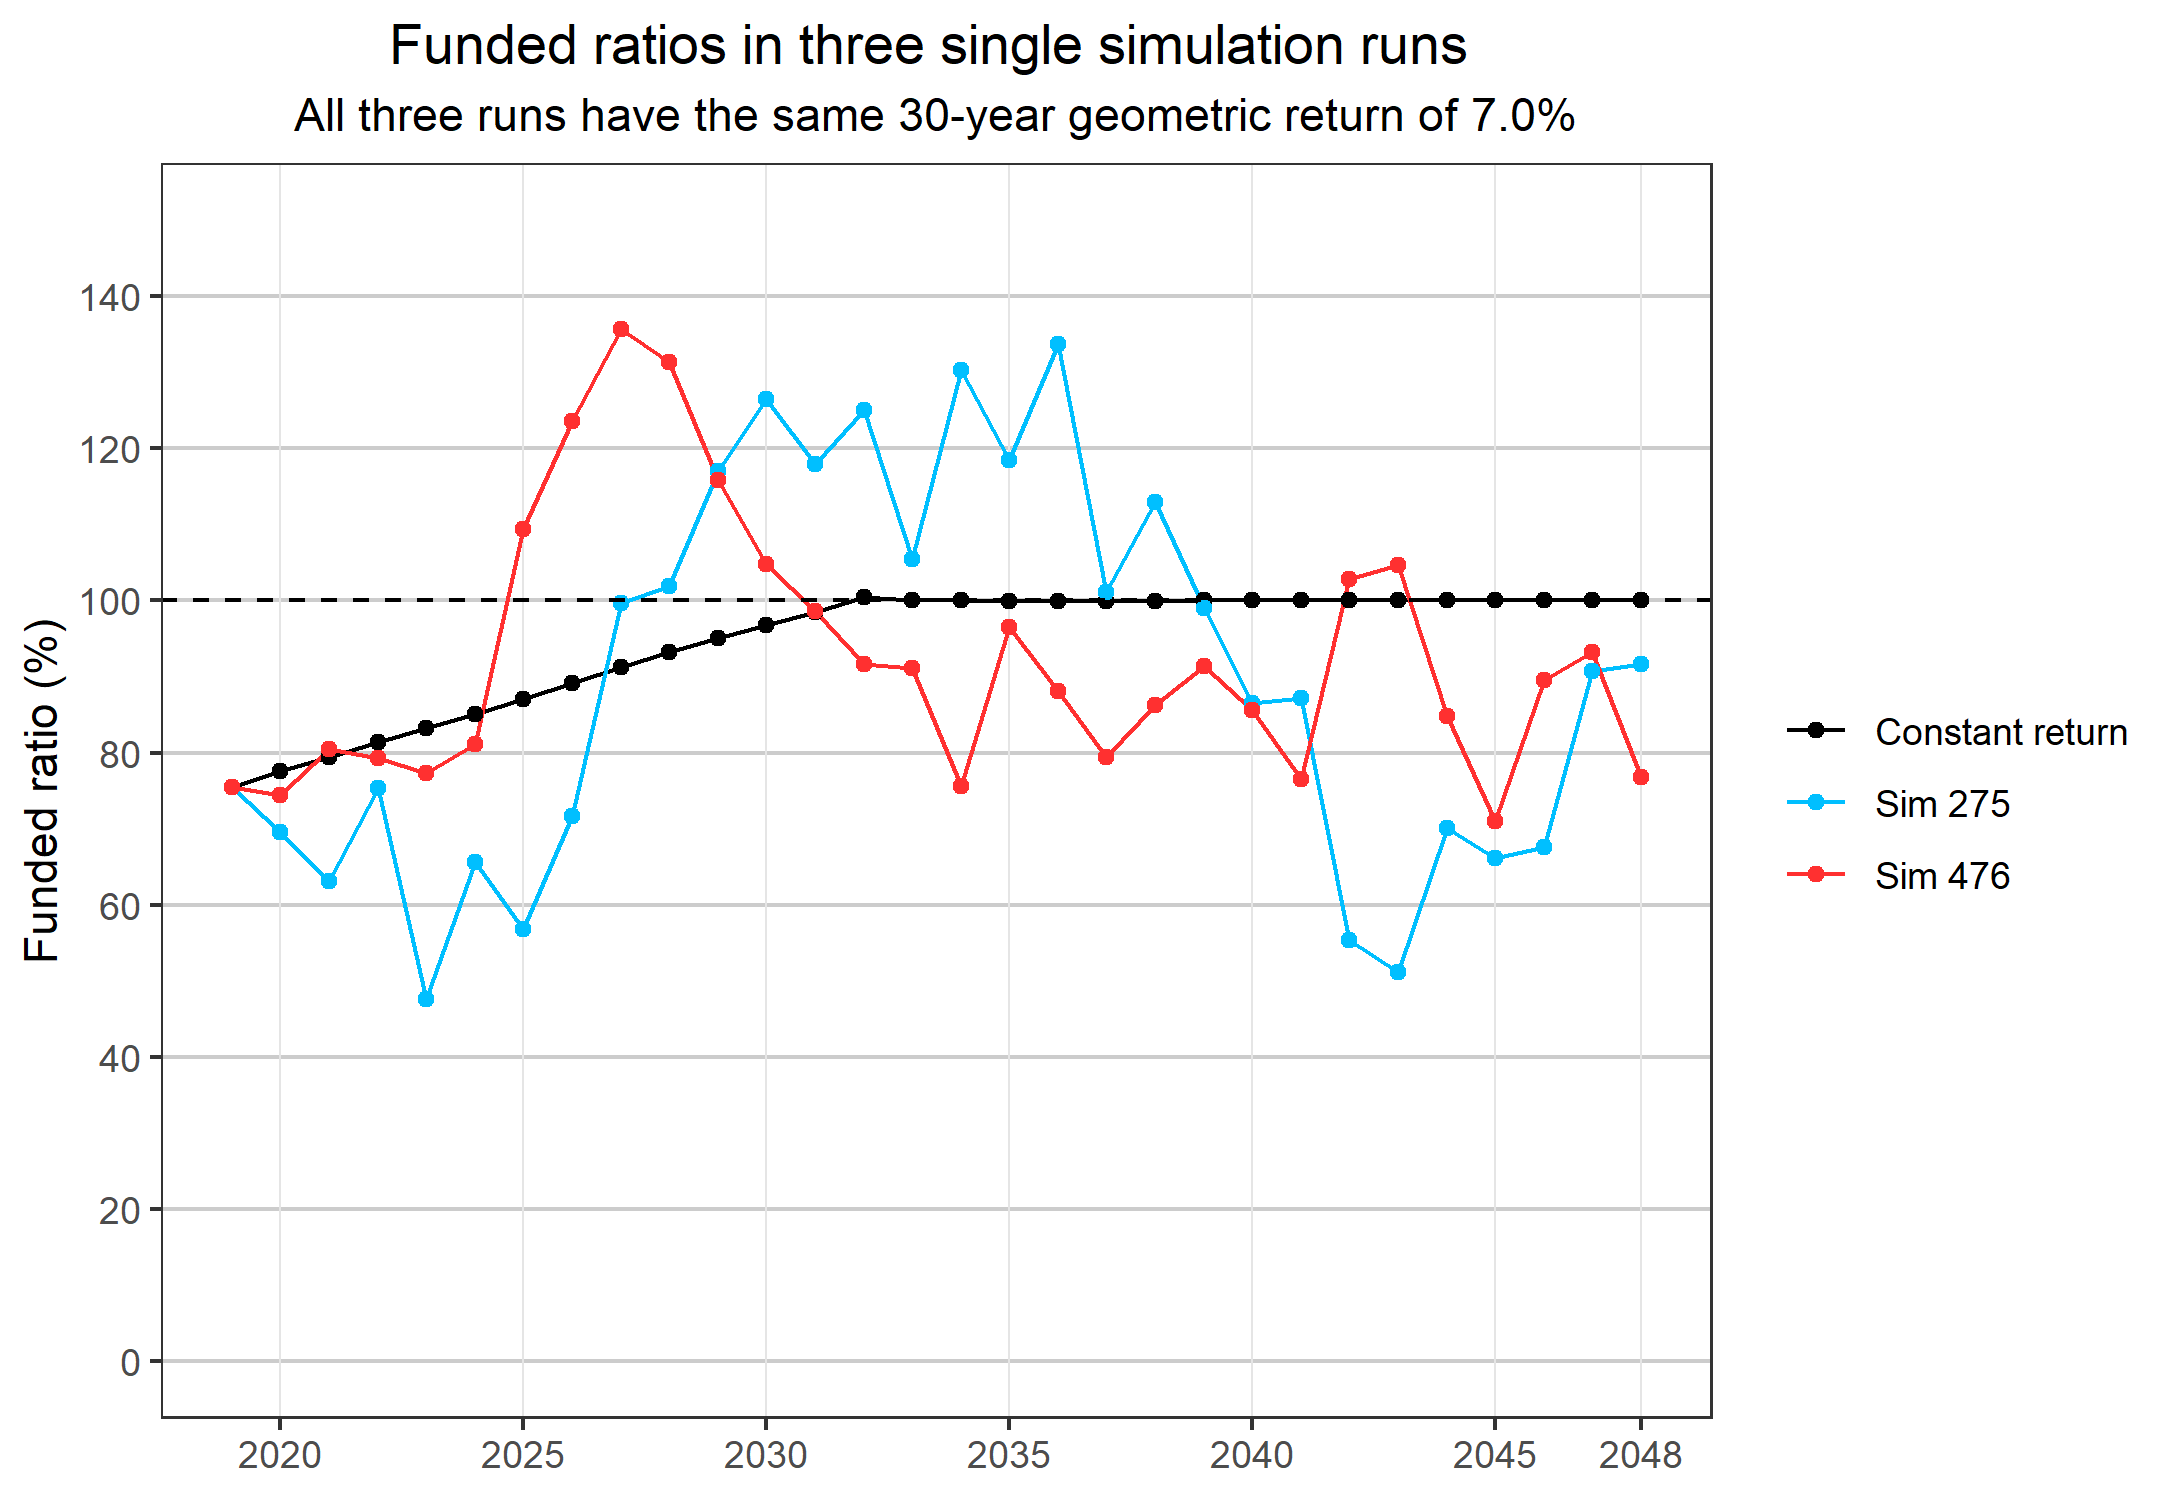 Funded ratios in three single simulation runs
All three runs have the same 30-year geometric return of 7.0%
Funded ratio (%)
140
120
100
80
60
40
20
0
2020 2025 2030 2035 2040 2045 2048
Constant return
Sim 275
Sim 476